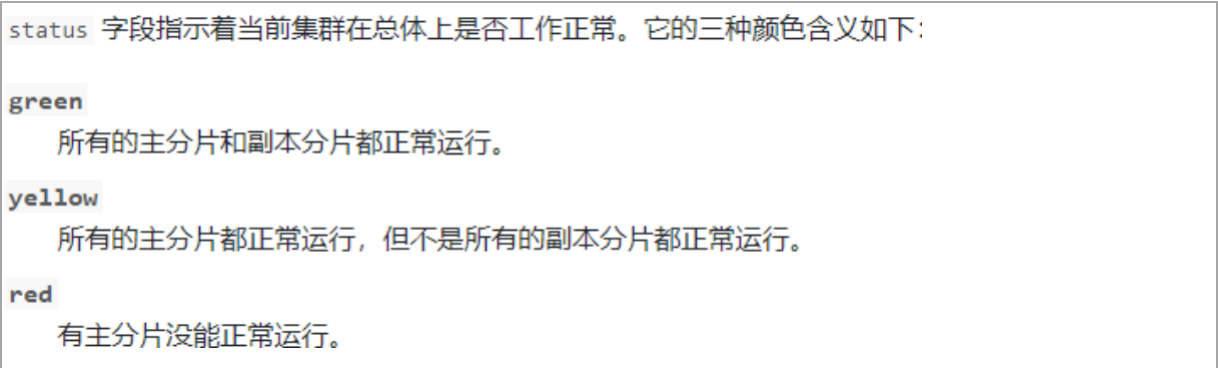 status 字段指示着当前集群在总体上是否工作正常。它的三种颜色含义如下：
green
所有的主分片和副本分片都正常运行。
yellow
所有的主分片都正常运行，但不是所有的副本分片都正常运行。
red
有主分片没能正常运行。